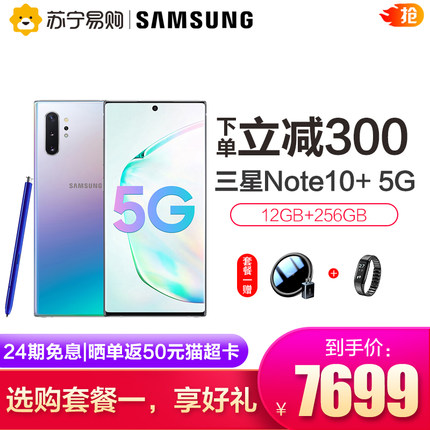 苏宁易购 SAMSUNG
抢
下单立减300
三星Note10+ 5G
12GB+256GB
SAMSUNG
5G
套餐一赠
+
24期免息|晒单返50元猫超卡
到手价:
选购套餐一，享好礼
¥7699